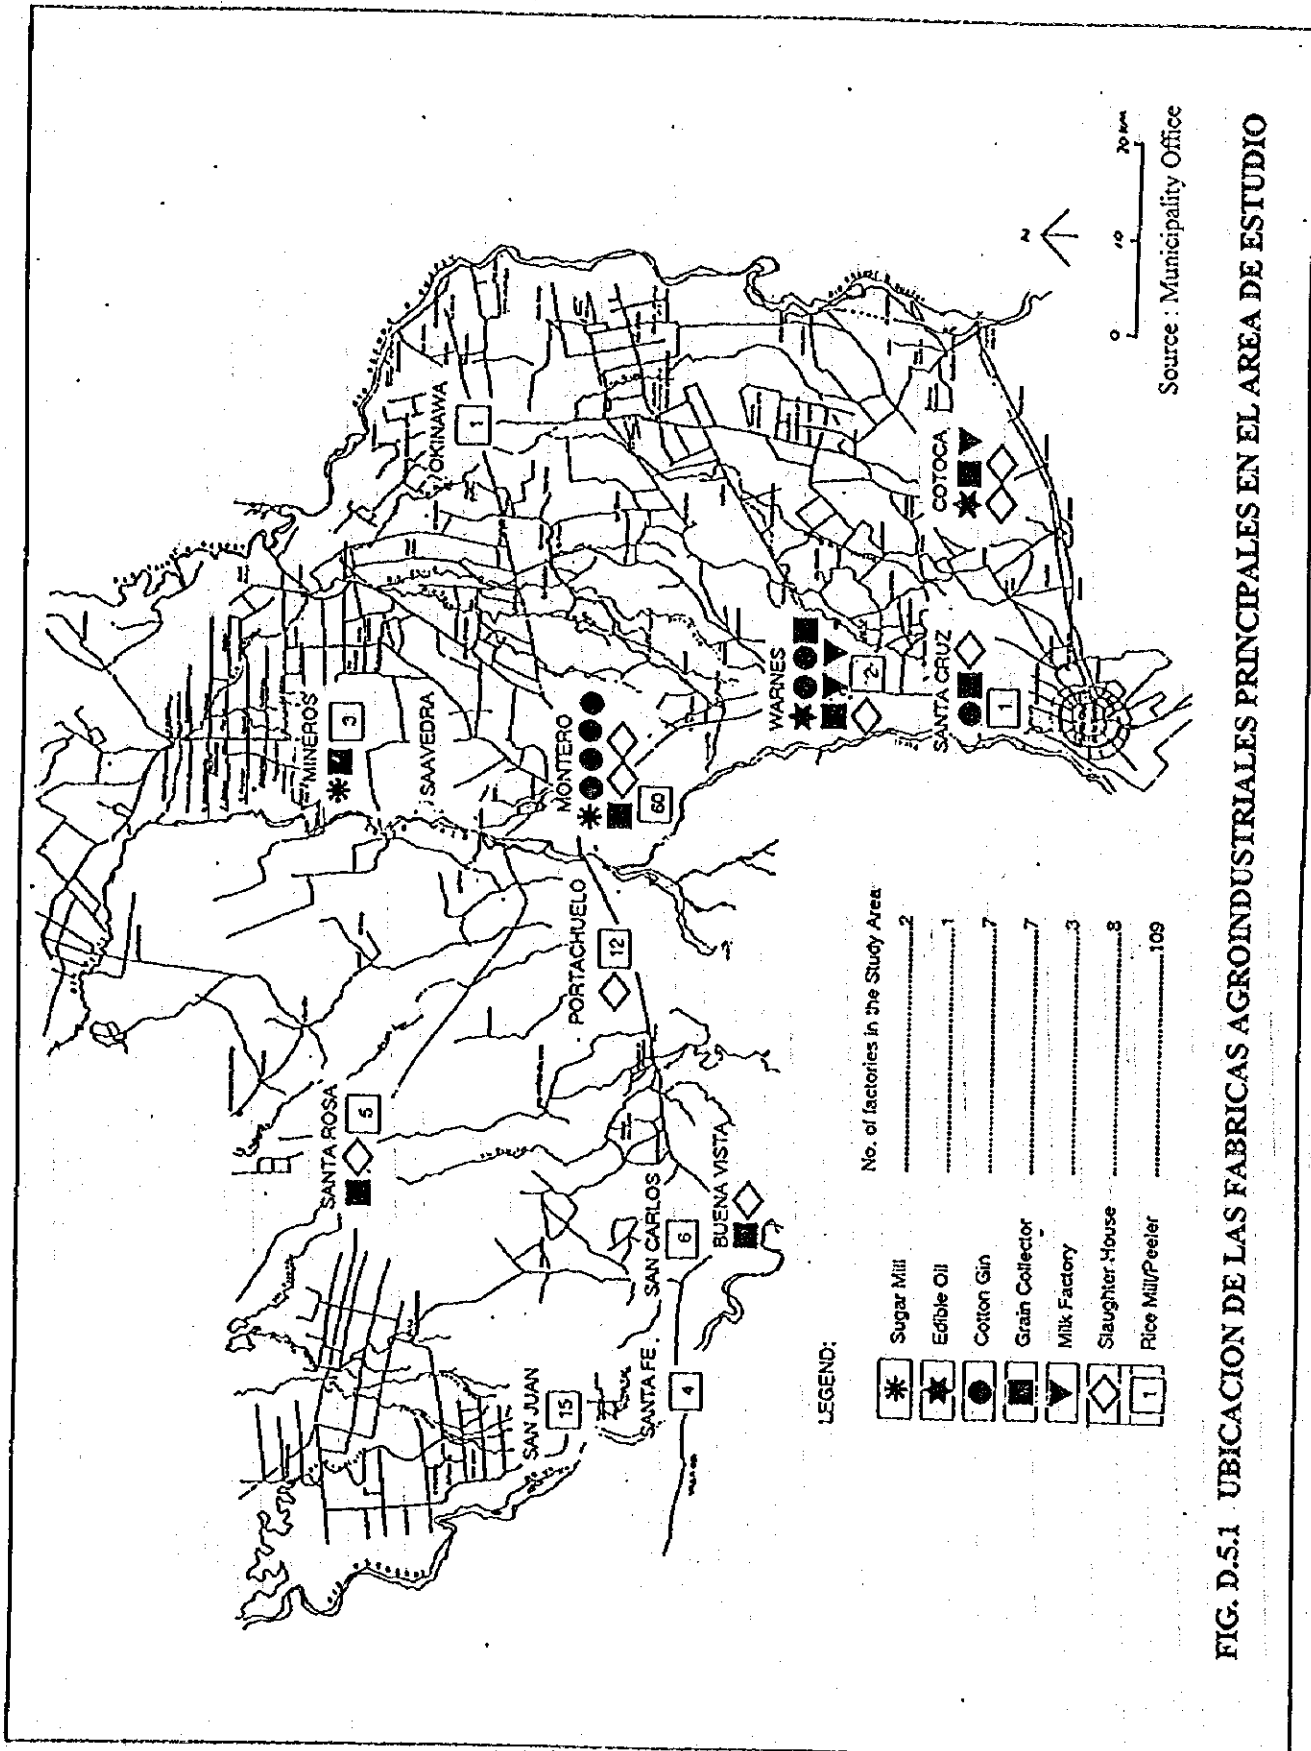 MINEROS
3
OKINAWA
1
SAAVEDRA
SANTA ROSA
5
MONTERO
60
PORTACHUELO
12
SAN JUAN
15
SANTA FE
4
SAN CARLOS
6
BUENA VISTA
WARNES
2
COTOCA
SANTA CRUZ
1
N
0 10 20 km
LEGEND:
No. of factories in the Study Area
Sugar Mill 2
Edible Oil 1
Cotton Gin 7
Grain Collector 7
Milk Factory 3
Slaughter House 8
1 Rice Mill/Peeler 109
Source : Municipality Office
FIG. D.5.1 UBICACION DE LAS FABRICAS AGROINDUSTRIALES PRINCIPALES EN EL AREA DE ESTUDIO